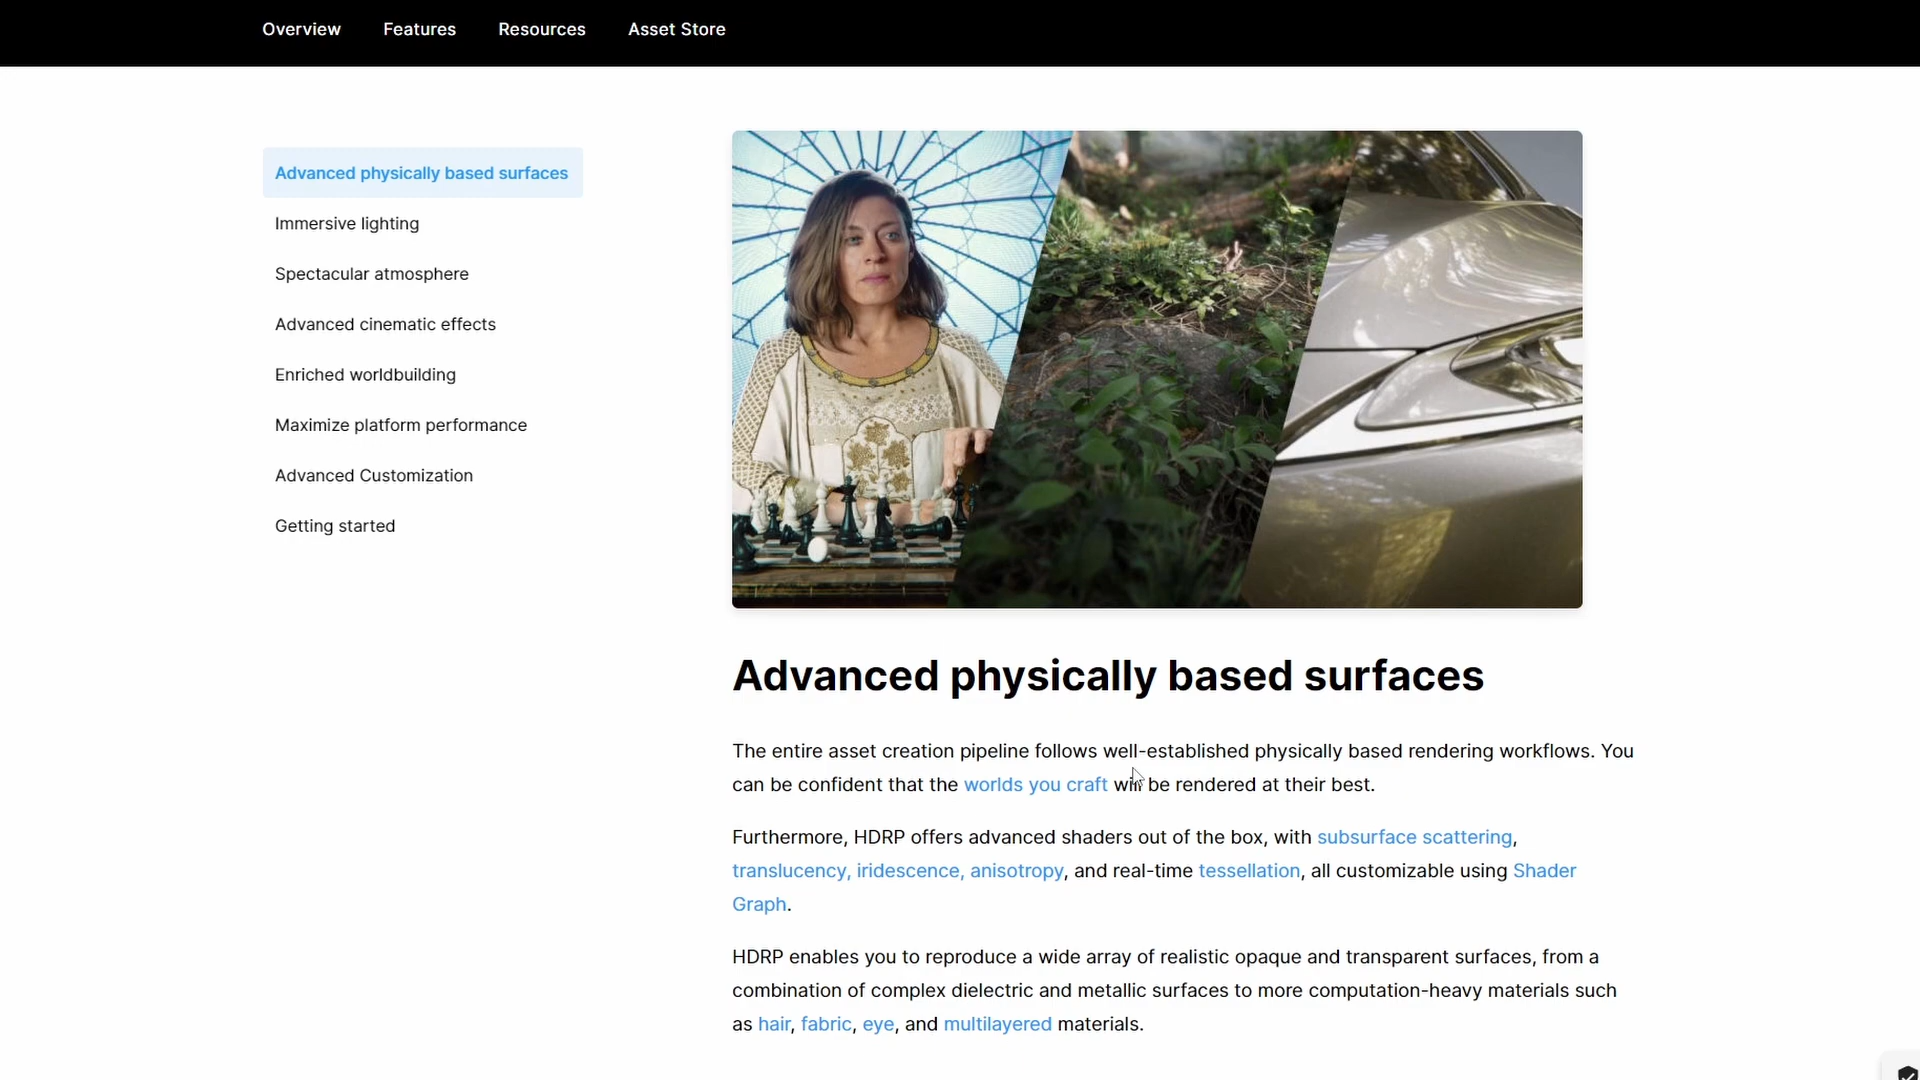 Overview Features Resources Asset Store
Advanced physically based surfaces
Immersive lighting
Spectacular atmosphere
Advanced cinematic effects
Enriched worldbuilding
Maximize platform performance
Advanced Customization
Getting started
Advanced physically based surfaces
The entire asset creation pipeline follows well-established physically based rendering workflows. You
can be confident that the worlds you craft will be rendered at their best.
Furthermore, HDRP offers advanced shaders out of the box, with subsurface scattering,
translucency, iridescence, anisotropy, and real-time tessellation, all customizable using Shader
Graph.
HDRP enables you to reproduce a wide array of realistic opaque and transparent surfaces, from a
combination of complex dielectric and metallic surfaces to more computation-heavy materials such
as hair, fabric, eye, and multilayered materials.